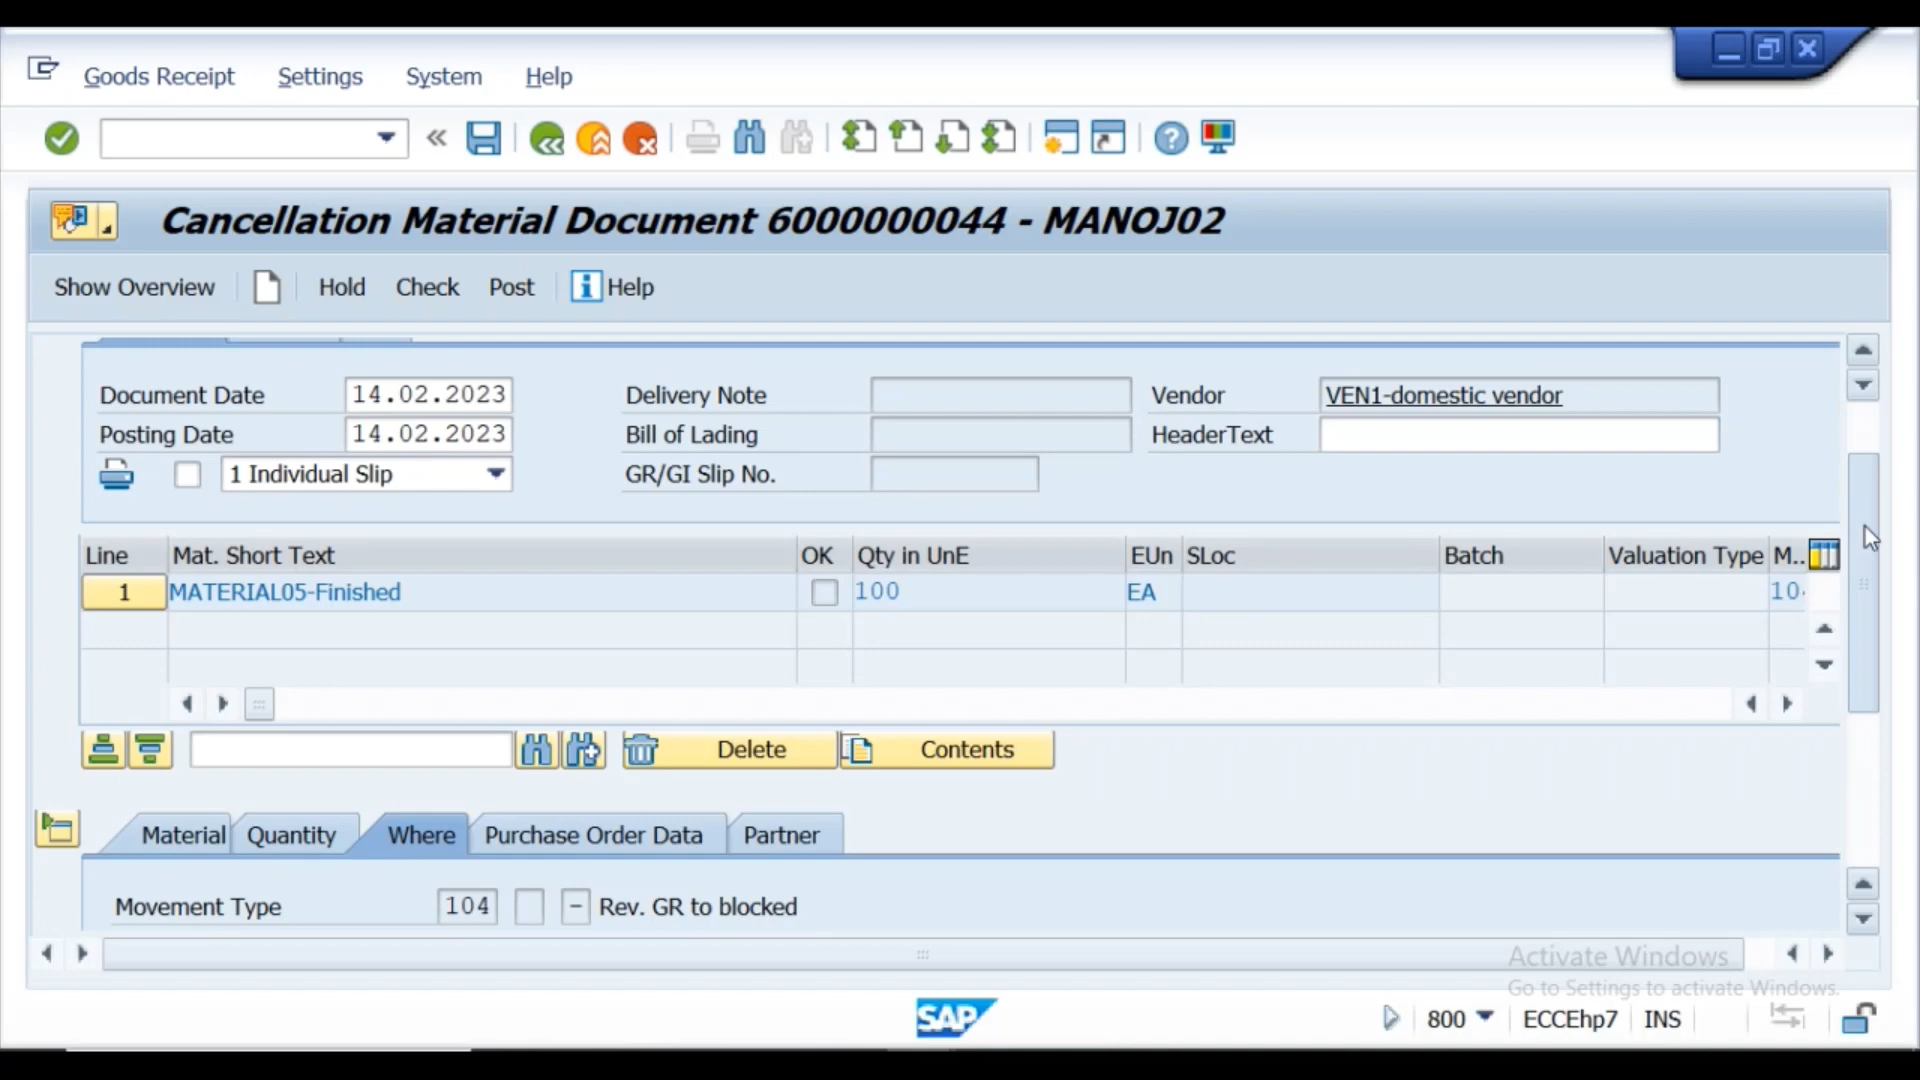 Goods Receipt Settings System Help
Cancellation Material Document 6000000044 - MANOJ02
Show Overview Hold Check Post Help
Document Date 14.02.2023 Delivery Note Vendor VEN1-domestic vendor
Posting Date 14.02.2023 Bill of Lading HeaderText
1 Individual Slip GR/GI Slip No.
Line Mat. Short Text OK Qty in UnE EUn SLoc Batch Valuation Type M..
1 MATERIAL05-Finished 100 EA 10
Delete Contents
Material Quantity Where Purchase Order Data Partner
Movement Type 104 - Rev. GR to blocked
Activate Windows
Go to Settings to activate Windows.
SAP 800 ECCEhp7 INS